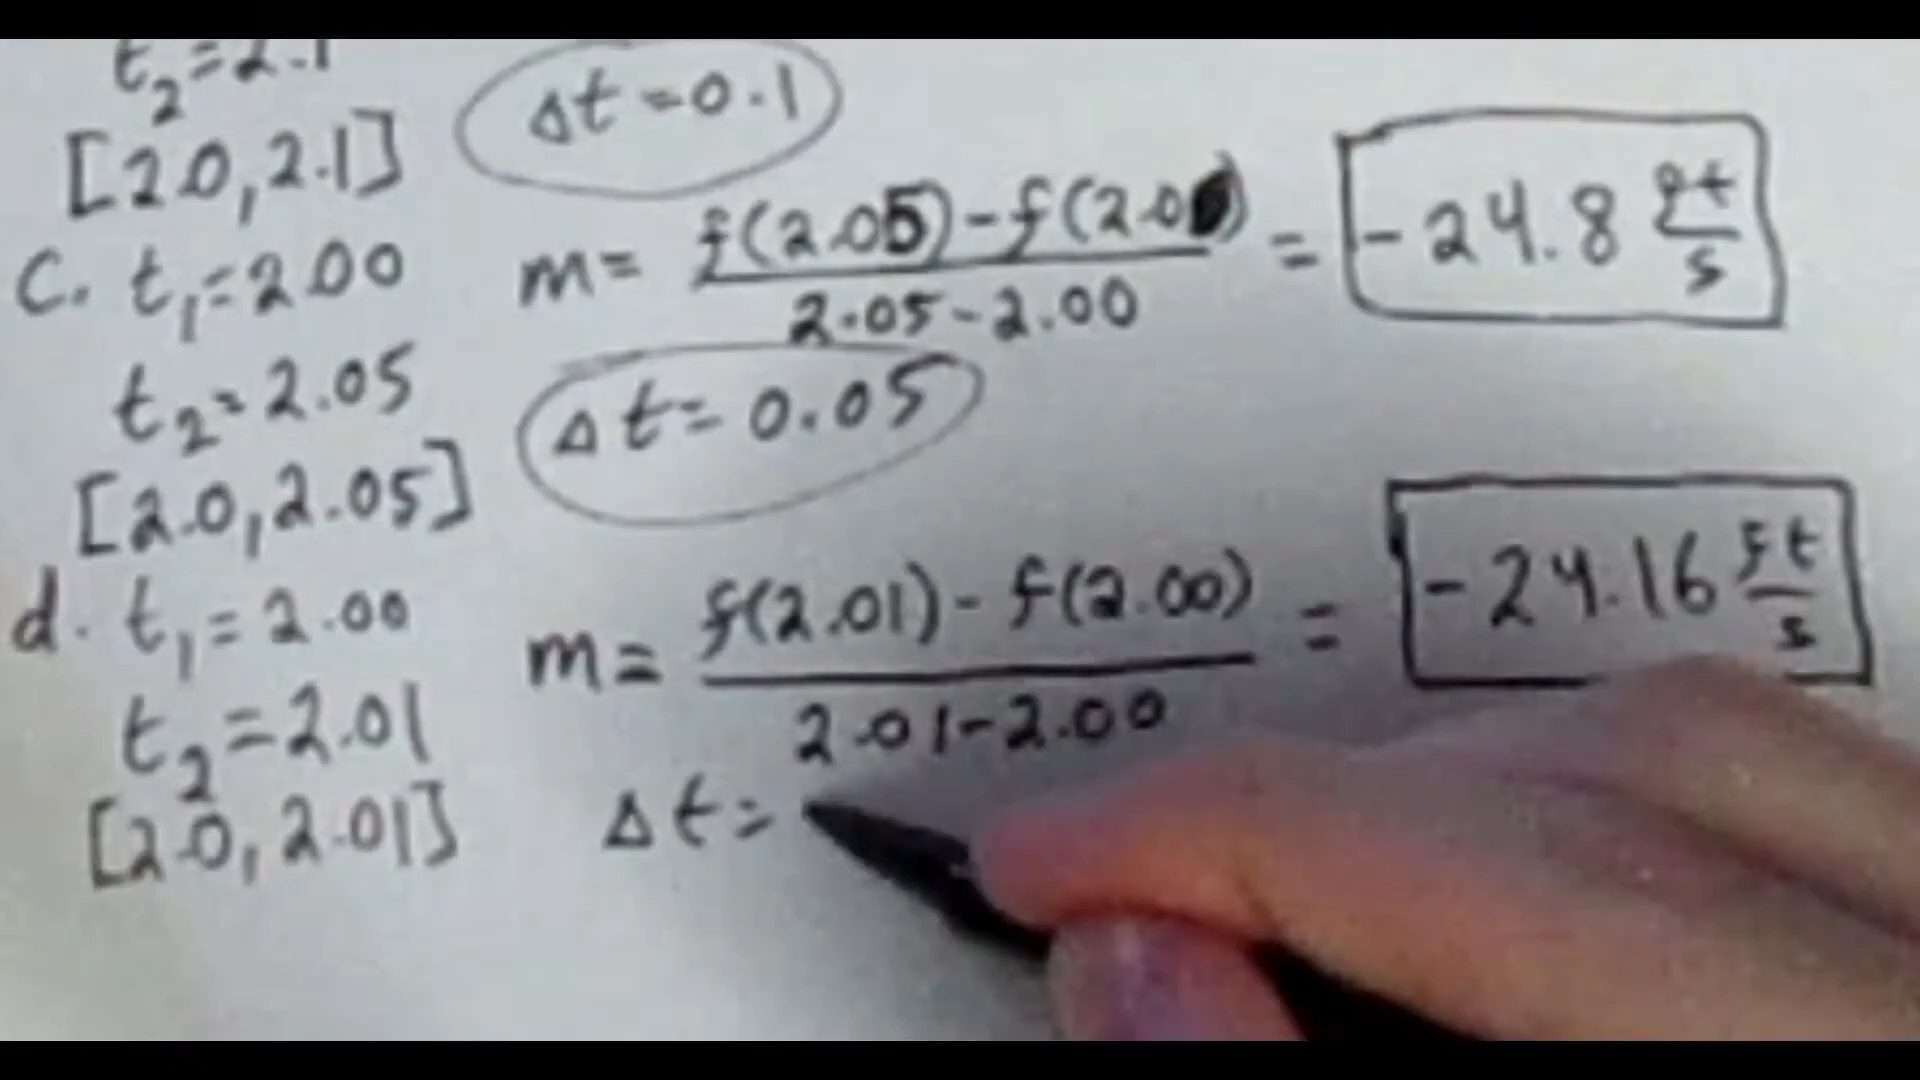 t₂=2.1
Δt=0.1
[2.0,2.1]
c. t₁=2.00
m= f(2.05)-f(2.00) / 2.05-2.00 = -24.8 ft/s
t₂=2.05
Δt=0.05
[2.0,2.05]
d. t₁=2.00
m= f(2.01)-f(2.00) / 2.01-2.00 = -24.16 ft/s
t₂=2.01
Δt=
[2.0,2.01]